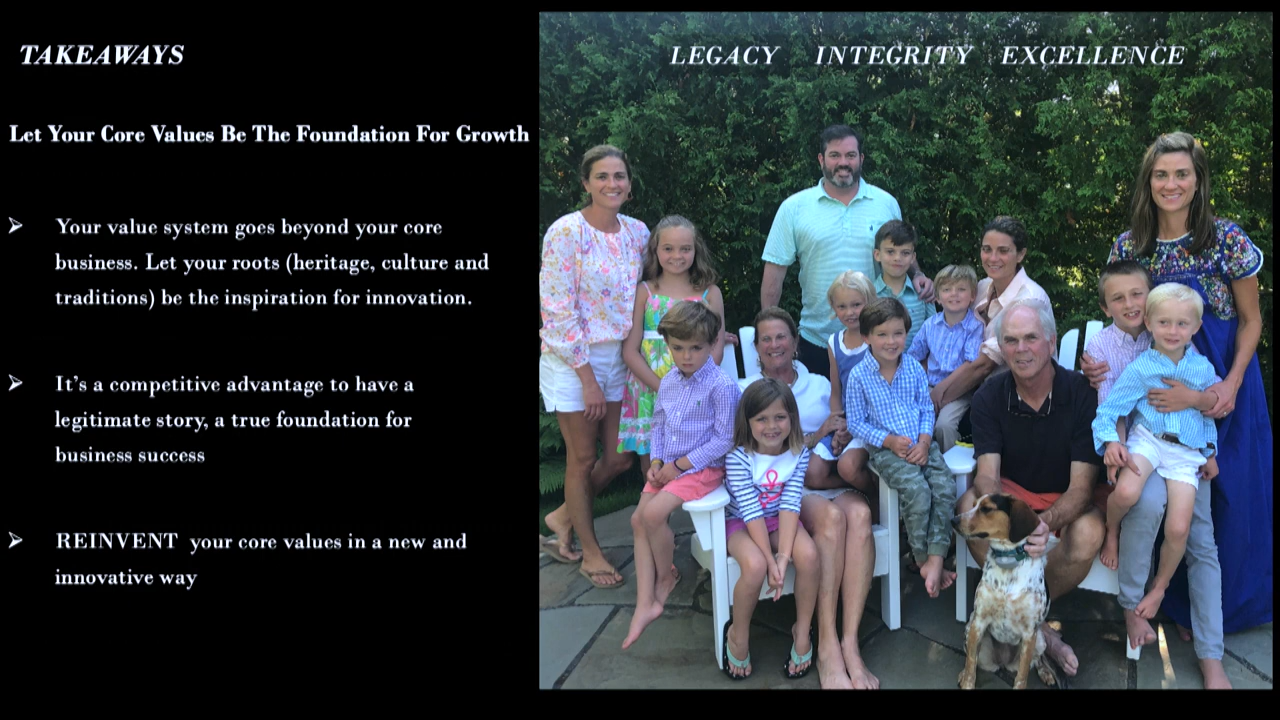 TAKEAWAYS
LEGACY INTEGRITY EXCELLENCE
Let Your Core Values Be The Foundation For Growth
Your value system goes beyond your core
business. Let your roots (heritage, culture and
traditions) be the inspiration for innovation.
It's a competitive advantage to have a
legitimate story, a true foundation for
business success
REINVENT your core values in a new and
innovative way